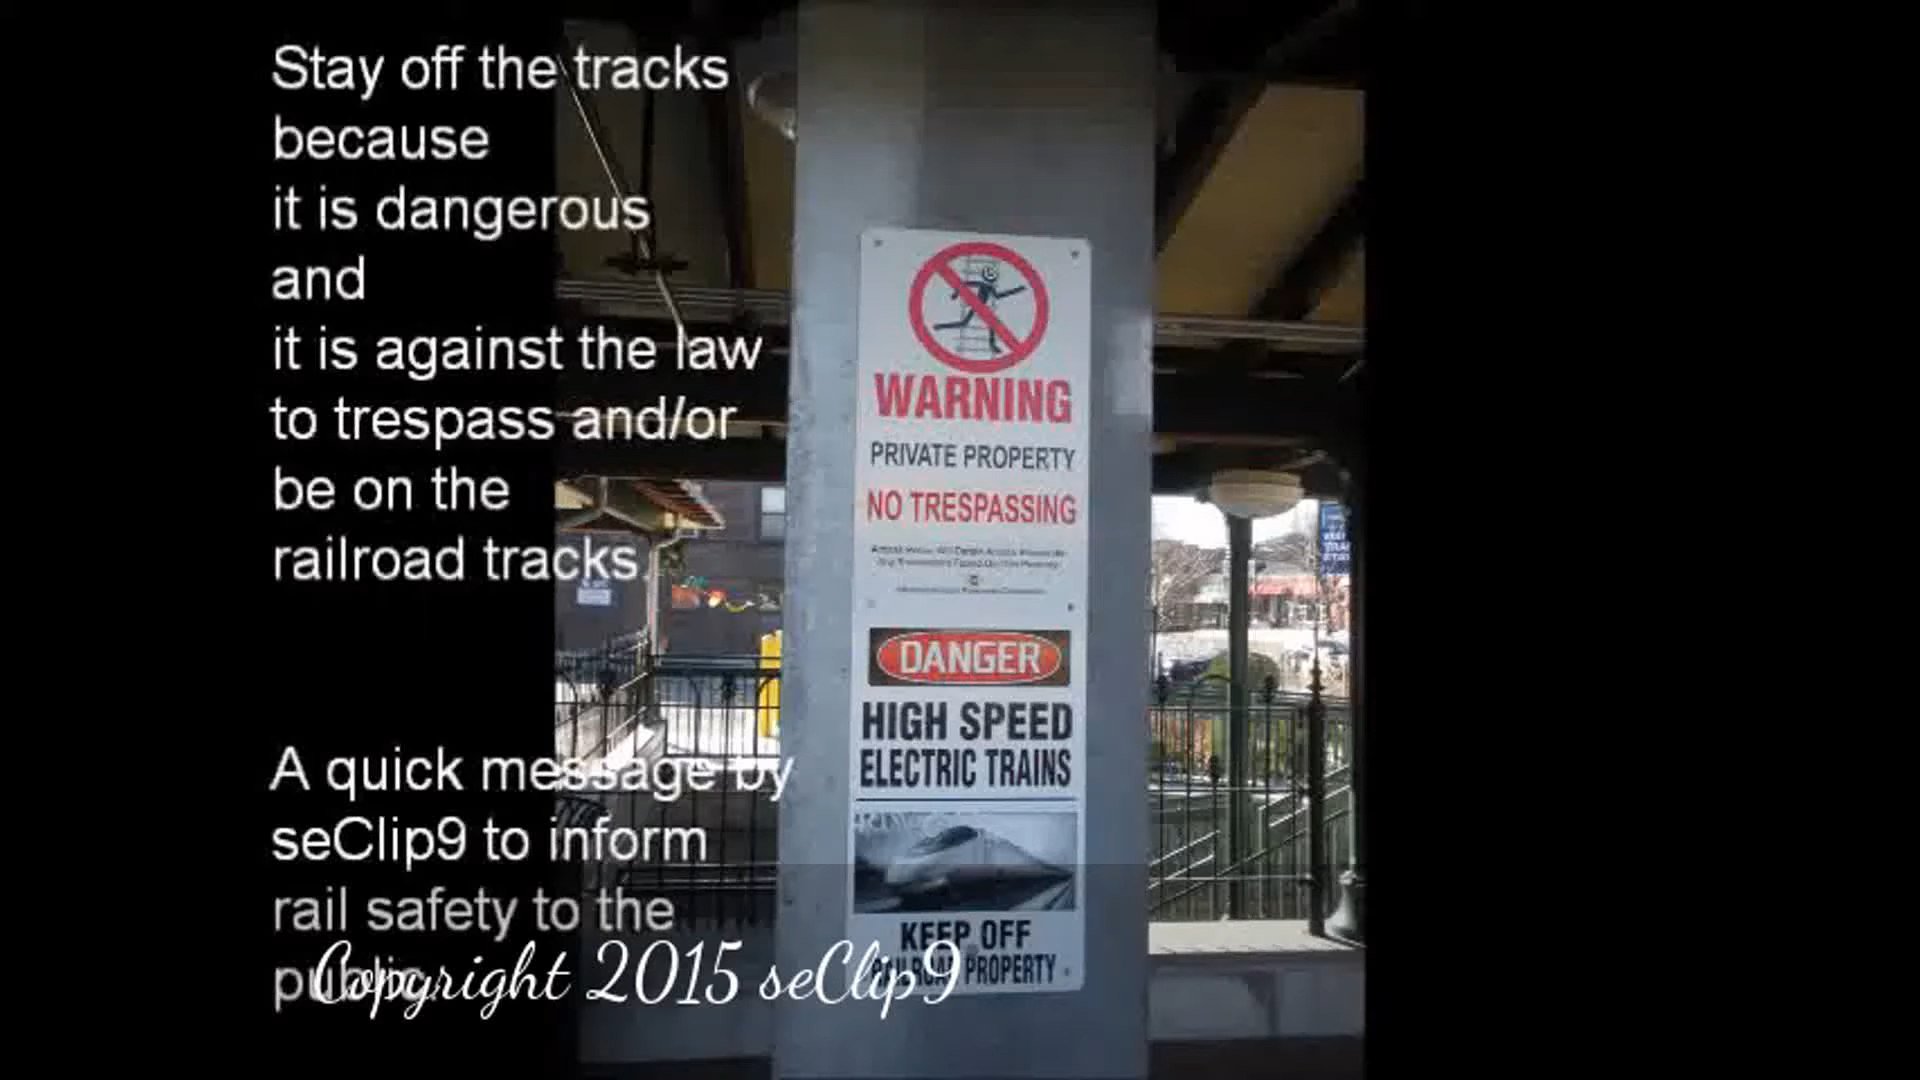 Stay off the tracks
because
it is dangerous
and
it is against the law
to trespass and/or
be on the
railroad tracks.
A quick message by
seClip9 to inform
rail safety to the
public.
Copyright 2015 seClip9
WARNING
PRIVATE PROPERTY
NO TRESPASSING
DANGER
HIGH SPEED
ELECTRIC TRAINS
KEEP OFF
RAILROAD PROPERTY